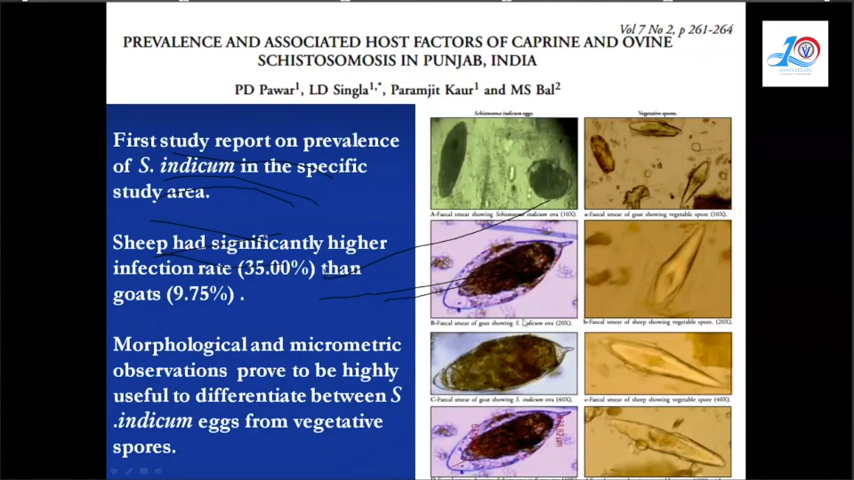 Vol 7 No 2, p 261-264
PREVALENCE AND ASSOCIATED HOST FACTORS OF CAPRINE AND OVINE
SCHISTOSOMOSIS IN PUNJAB, INDIA
PD Pawar1, LD Singla1,*, Paramjit Kaur1 and MS Bal2
First study report on prevalence
of S. indicum in the specific
study area.
Sheep had significantly higher
infection rate (35.00%) than
goats (9.75%) .
Morphological and micrometric
observations prove to be highly
useful to differentiate between S
.indicum eggs from vegetative
spores.
Schistosoma indicum eggs.
Vegetative spores.
A-Faecal smear showing Schistosoma indicum ova (10X).
a-Faecal smear of goat showing vegetable spore (10X).
B-Faecal smear of goat showing S. indicum ova (20X).
b-Faecal smear of sheep showing vegetable spore. (20X)
C-Faecal smear of goat showing S. indicum ova (40X).
c-Faecal smear of sheep showing vegetable spore (40X)
10
ANNIVERSARY